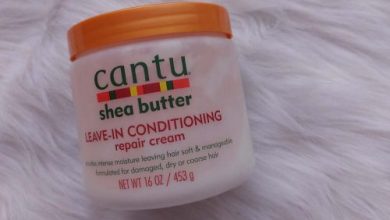 cantu
shea butter
LEAVE-IN CONDITIONING
repair cream
intense moisture leaving hair soft & manageable
formulated for damaged, dry or coarse hair
NET WT 16 OZ / 453 g